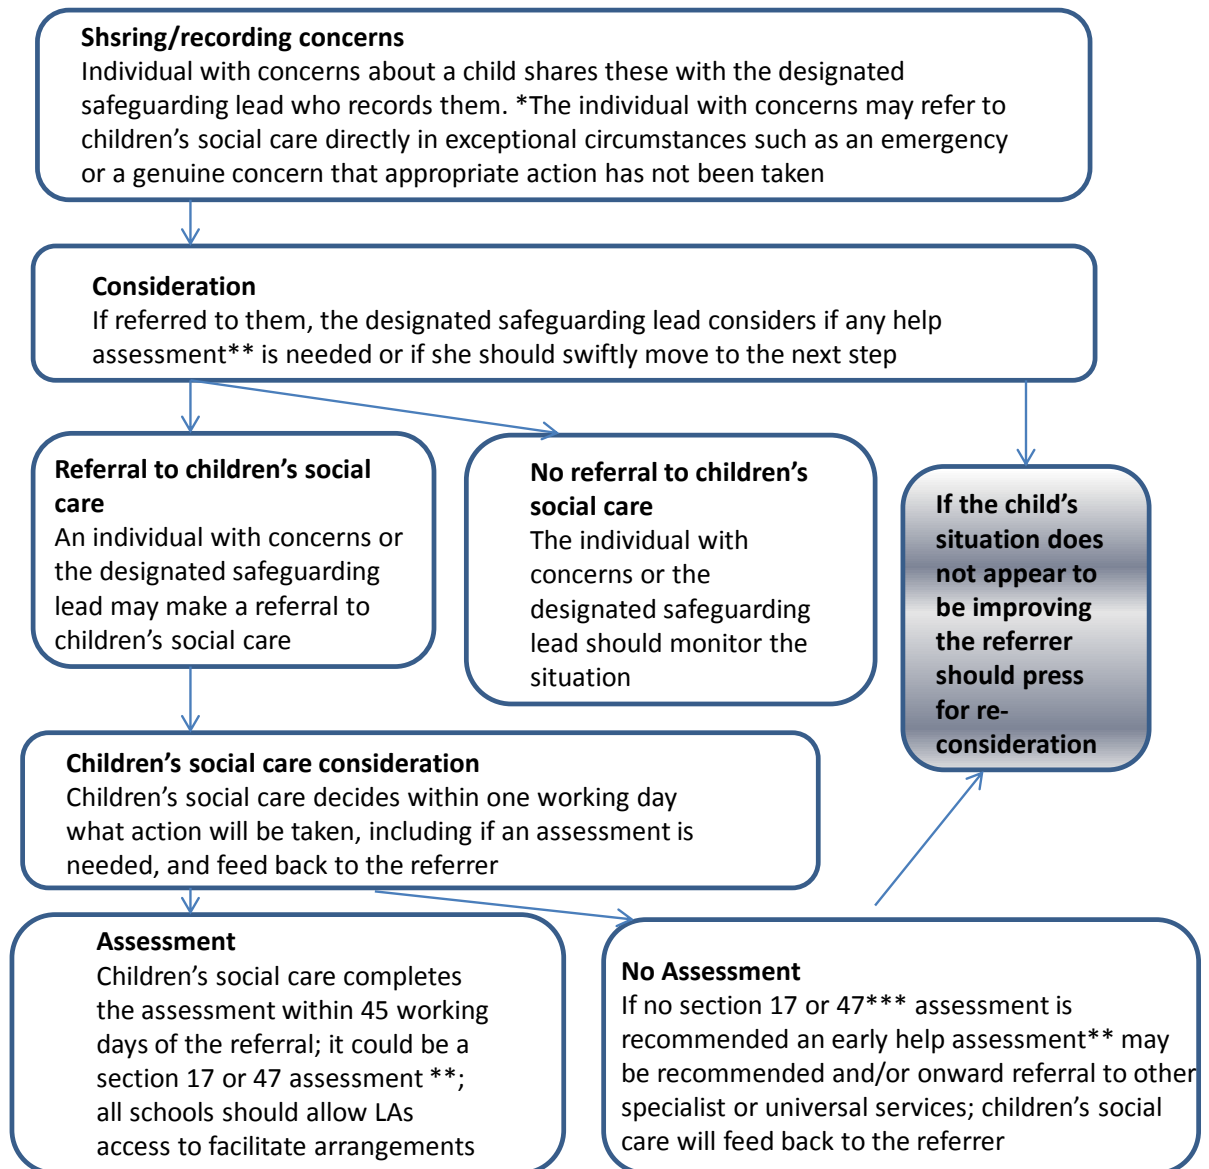 Shsring/recording concerns
Individual with concerns about a child shares these with the designated
safeguarding lead who records them. *The individual with concerns may refer to
children’s social care directly in exceptional circumstances such as an emergency
or a genuine concern that appropriate action has not been taken
Consideration
If referred to them, the designated safeguarding lead considers if any help
assessment** is needed or if she should swiftly move to the next step
Referral to children’s social
care
An individual with concerns or
the designated safeguarding
lead may make a referral to
children’s social care
No referral to children’s
social care
The individual with
concerns or the
designated safeguarding
lead should monitor the
situation
If the child’s
situation does
not appear to
be improving
the referrer
should press
for re-
consideration
Children’s social care consideration
Children’s social care decides within one working day
what action will be taken, including if an assessment is
needed, and feed back to the referrer
Assessment
Children’s social care completes
the assessment within 45 working
days of the referral; it could be a
section 17 or 47 assessment **;
all schools should allow LAs
access to facilitate arrangements
No Assessment
If no section 17 or 47*** assessment is
recommended an early help assessment** may
be recommended and/or onward referral to other
specialist or universal services; children’s social
care will feed back to the referrer